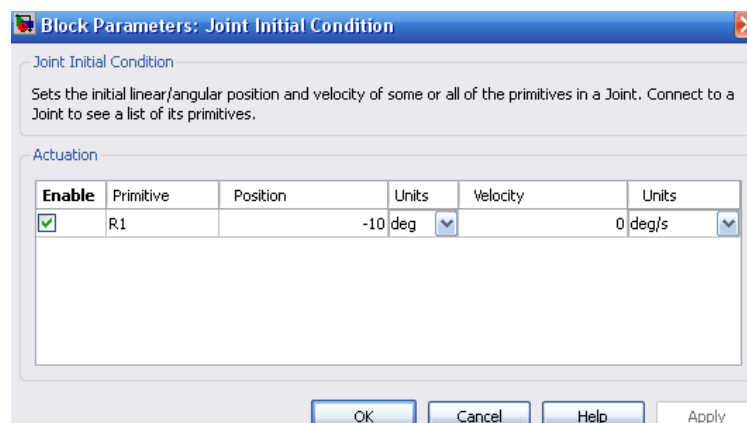 Block Parameters: Joint Initial Condition
Joint Initial Condition
Sets the initial linear/angular position and velocity of some or all of the primitives in a Joint. Connect to a
Joint to see a list of its primitives.
Actuation
Enable Primitive Position Units Velocity Units
R1 -10 deg 0 deg/s
OK Cancel Help Apply